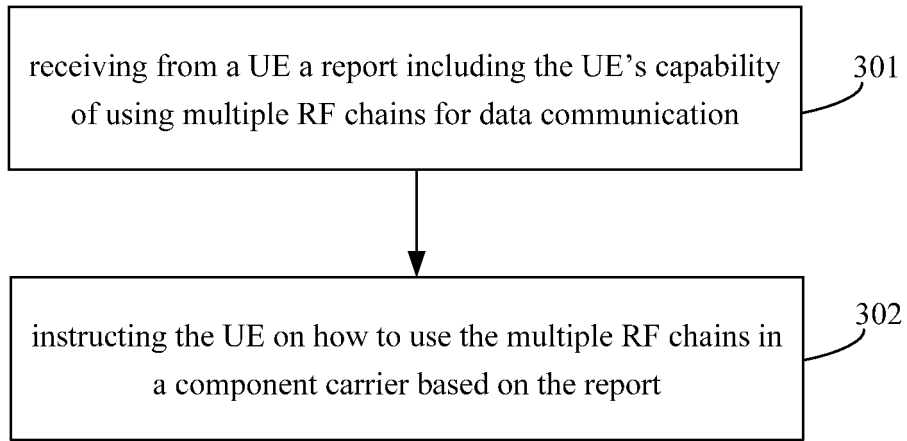 receiving from a UE a report including the UE’s capability
of using multiple RF chains for data communication
301
instructing the UE on how to use the multiple RF chains in
a component carrier based on the report
302